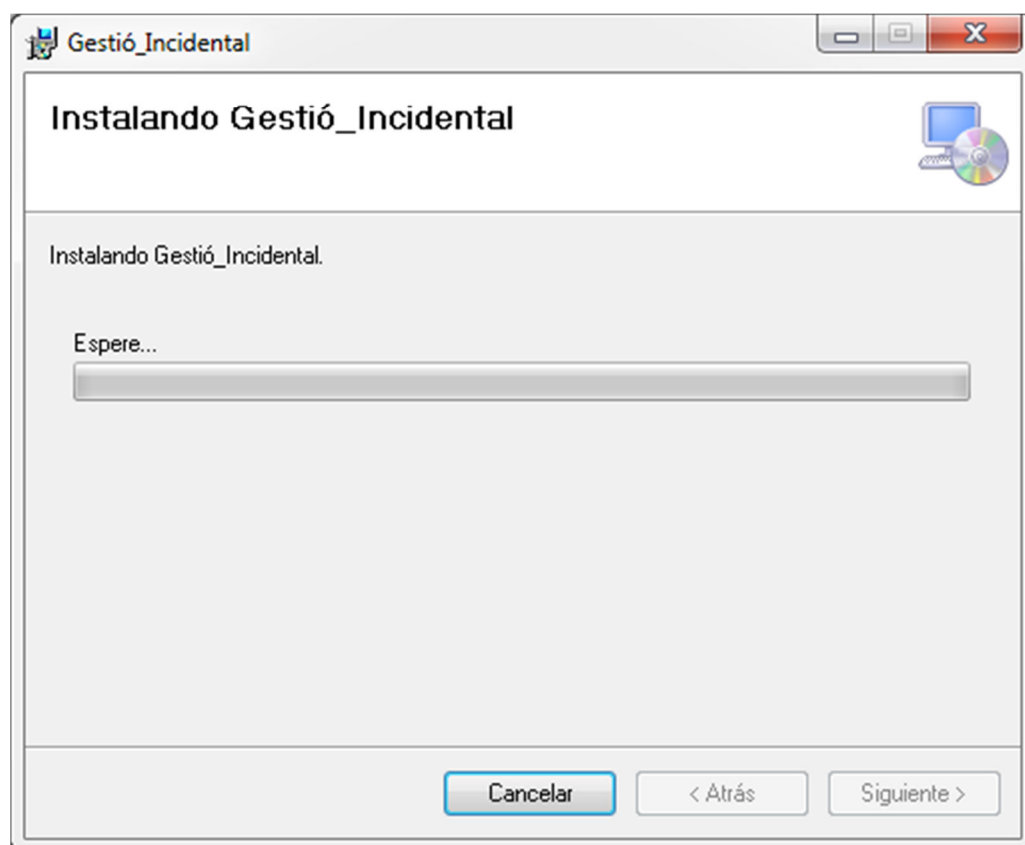 Gestió_Incidental
Instalando Gestió_Incidental
Instalando Gestió_Incidental.
Espere...
Cancelar
< Atrás
Siguiente >